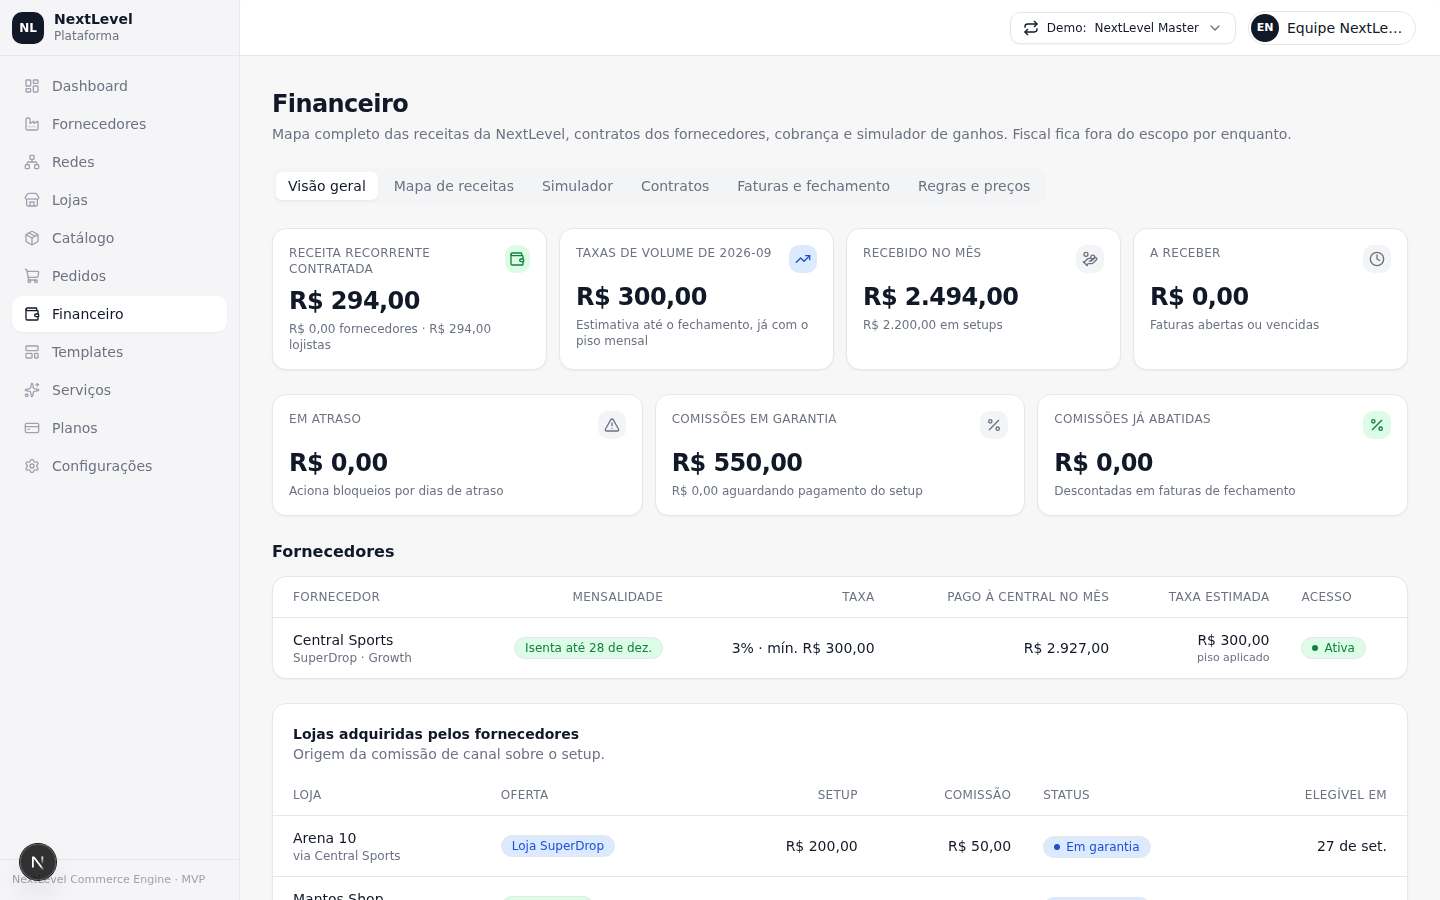 NL
NextLevel
Plataforma
Demo: NextLevel Master
EN
Equipe NextLe...
Dashboard
Fornecedores
Redes
Lojas
Catálogo
Pedidos
Financeiro
Templates
Serviços
Planos
Configurações
NextLevel Commerce Engine · MVP
Financeiro
Mapa completo das receitas da NextLevel, contratos dos fornecedores, cobrança e simulador de ganhos. Fiscal fica fora do escopo por enquanto.
Visão geral
Mapa de receitas
Simulador
Contratos
Faturas e fechamento
Regras e preços
RECEITA RECORRENTE
CONTRATADA
R$ 294,00
R$ 0,00 fornecedores · R$ 294,00
lojistas
TAXAS DE VOLUME DE 2026-09
R$ 300,00
Estimativa até o fechamento, já com o
piso mensal
RECEBIDO NO MÊS
R$ 2.494,00
R$ 2.200,00 em setups
A RECEBER
R$ 0,00
Faturas abertas ou vencidas
EM ATRASO
R$ 0,00
Aciona bloqueios por dias de atraso
COMISSÕES EM GARANTIA
R$ 550,00
R$ 0,00 aguardando pagamento do setup
COMISSÕES JÁ ABATIDAS
R$ 0,00
Descontadas em faturas de fechamento
Fornecedores
FORNECEDOR MENSALIDADE TAXA PAGO À CENTRAL NO MÊS TAXA ESTIMADA ACESSO
Central Sports
SuperDrop · Growth
Isenta até 28 de dez.
3% · mín. R$ 300,00
R$ 2.927,00
R$ 300,00
piso aplicado
Ativa
Lojas adquiridas pelos fornecedores
Origem da comissão de canal sobre o setup.
LOJA OFERTA SETUP COMISSÃO STATUS ELEGÍVEL EM
Arena 10
via Central Sports
Loja SuperDrop
R$ 200,00
R$ 50,00
Em garantia
27 de set.
Mantos Shop